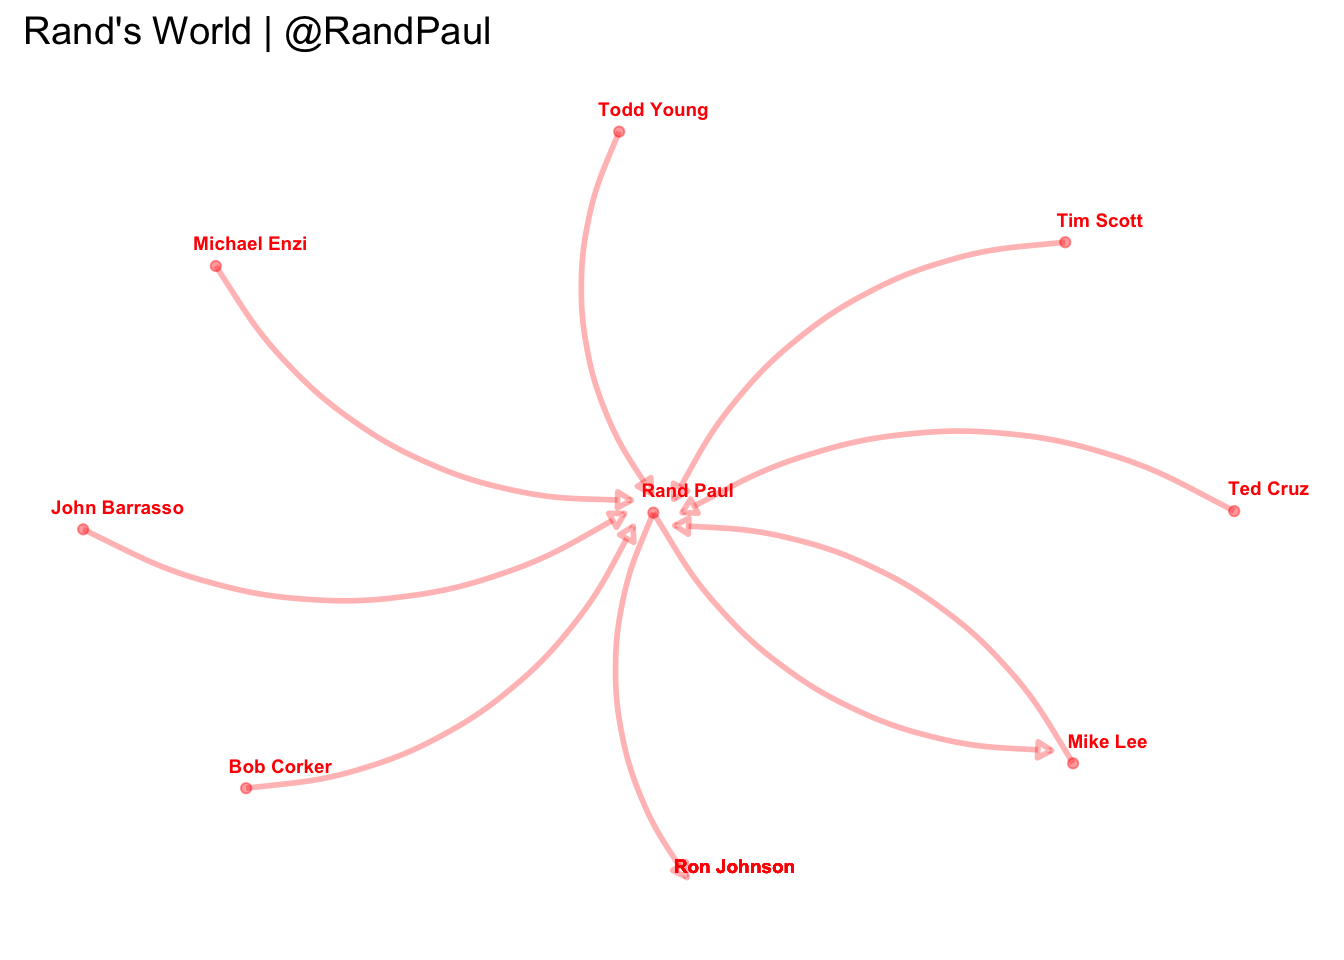 Rand's World | @RandPaul
Todd Young
Tim Scott
Michael Enzi
Ted Cruz
Rand Paul
John Barrasso
Mike Lee
Bob Corker
Ron Johnson